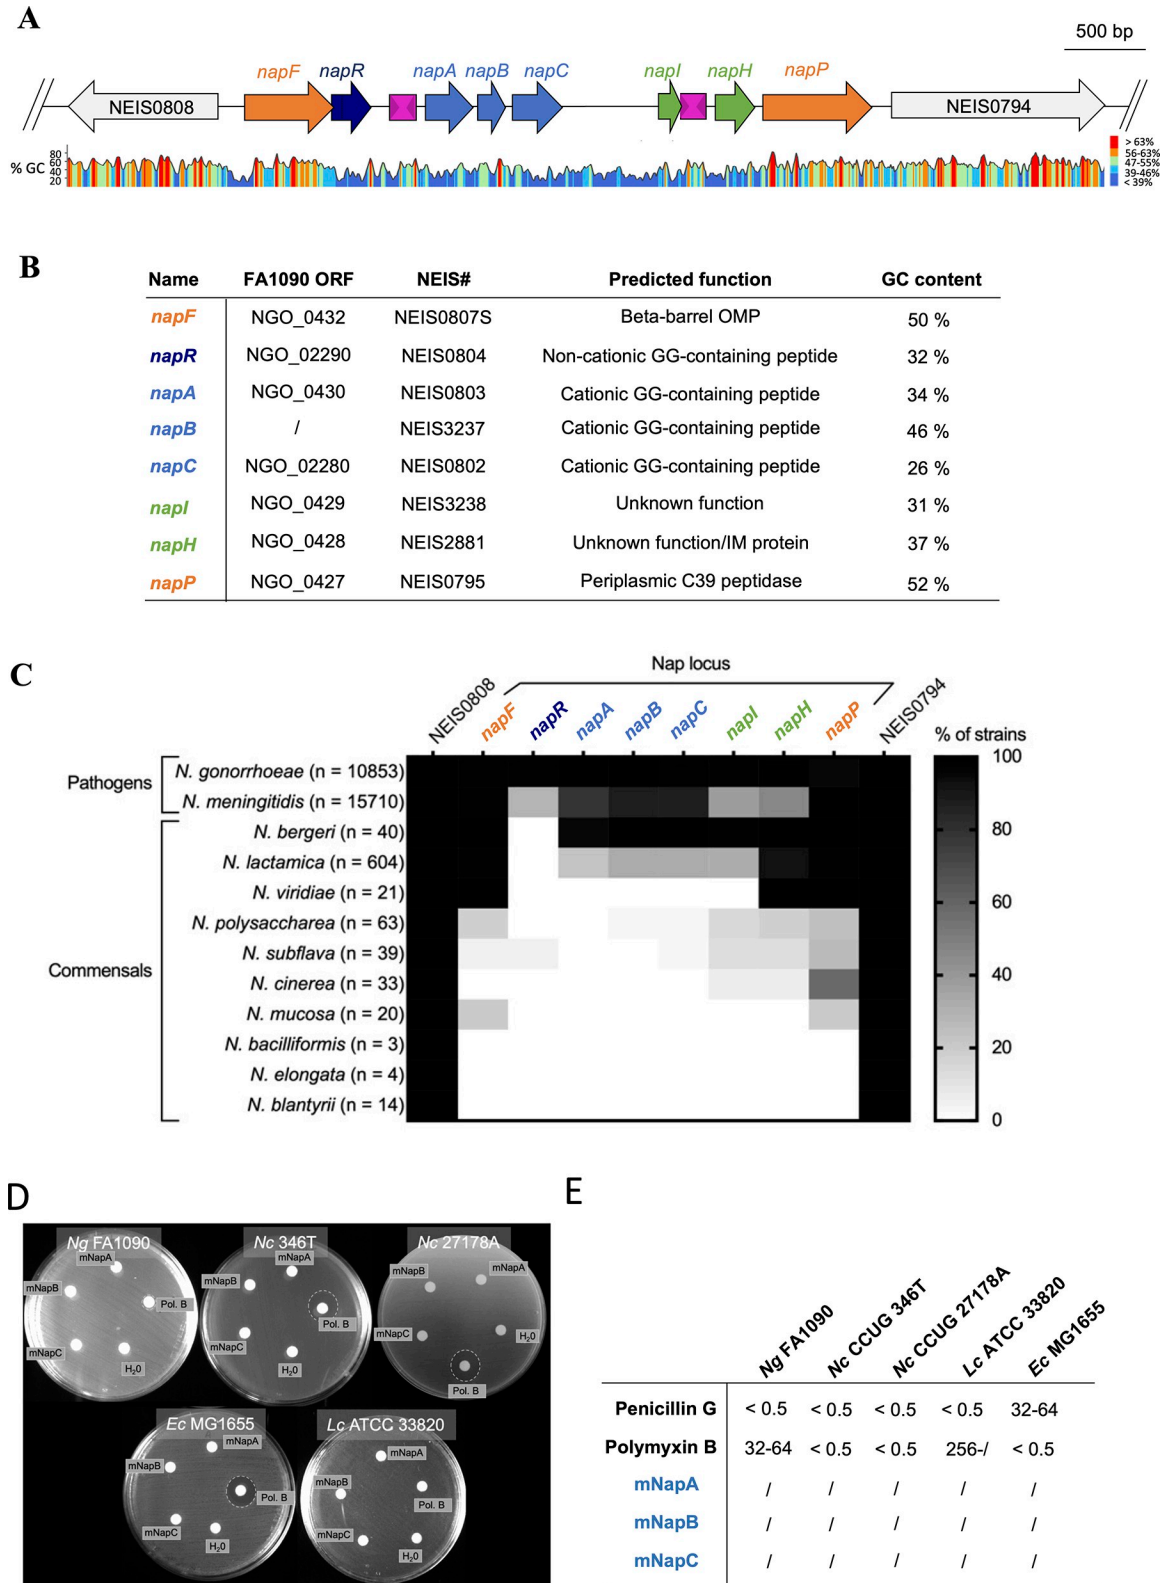 A
500 bp
napF napR napA napB napC napI napH napP
NEIS0808 NEIS0794
% GC
80
60
40
20
> 63%
56-63%
47-55%
39-46%
< 39%
B
Name FA1090 ORF NEIS# Predicted function GC content
napF NGO_0432 NEIS0807S Beta-barrel OMP 50 %
napR NGO_02290 NEIS0804 Non-cationic GG-containing peptide 32 %
napA NGO_0430 NEIS0803 Cationic GG-containing peptide 34 %
napB / NEIS3237 Cationic GG-containing peptide 46 %
napC NGO_02280 NEIS0802 Cationic GG-containing peptide 26 %
napI NGO_0429 NEIS3238 Unknown function 31 %
napH NGO_0428 NEIS2881 Unknown function/IM protein 37 %
napP NGO_0427 NEIS0795 Periplasmic C39 peptidase 52 %
C
Nap locus
NEIS0808 napF napR napA napB napC napI napH napP NEIS0794
% of strains
100
80
60
40
20
0
Pathogens
N. gonorrhoeae (n = 10853)
N. meningitidis (n = 15710)
Commensals
N. bergeri (n = 40)
N. lactamica (n = 604)
N. viridiae (n = 21)
N. polysaccharea (n = 63)
N. subflava (n = 39)
N. cinerea (n = 33)
N. mucosa (n = 20)
N. bacilliformis (n = 3)
N. elongata (n = 4)
N. blantyrii (n = 14)
D
Ng FA1090
mNapA
mNapB
Pol. B
mNapC
H20
Nc 346T
mNapA
mNapB
Pol. B
mNapC
H20
Nc 27178A
mNapB
mNapA
mNapC
H20
Pol. B
Ec MG1655
mNapA
mNapB
Pol. B
mNapC
H20
Lc ATCC 33820
mNapA
mNapB
Pol. B
mNapC
H20
E
Ng FA1090 Nc CCUG 346T Nc CCUG 27178A Lc ATCC 33820 Ec MG1655
Penicillin G < 0.5 < 0.5 < 0.5 < 0.5 32-64
Polymyxin B 32-64 < 0.5 < 0.5 256-/ < 0.5
mNapA / / / / /
mNapB / / / / /
mNapC / / / / /